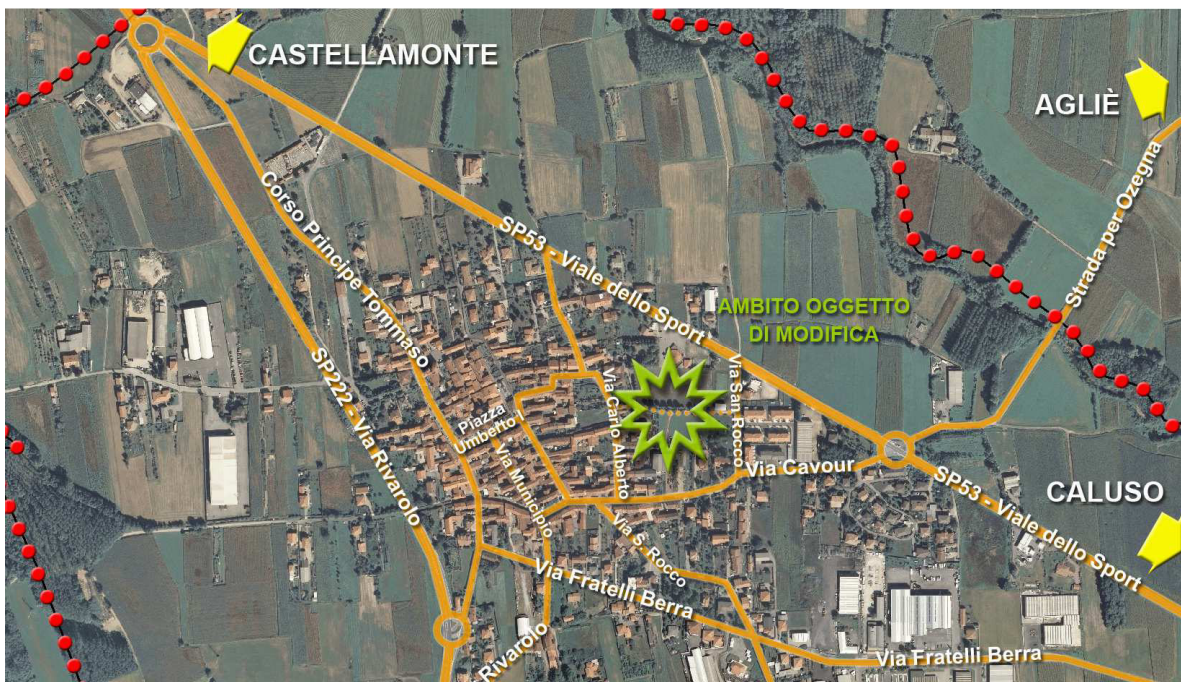 CASTELLAMONTE
AGLIÈ
Strada per Ozegna
Corso Principe Tommaso
SP53 - Viale dello Sport
AMBITO OGGETTO
DI MODIFICA
SP222 - Via Rivarolo
Piazza
Umberto I
Via Municipio
Via Carlo Alberto
Via San Rocco
Via Cavour
SP53 - Viale dello Sport
CALUSO
Via S. Rocco
Via Fratelli Berra
Rivarolo
Via Fratelli Berra